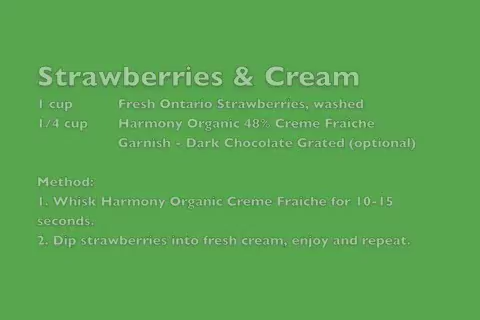 Strawberries & Cream
1 cup Fresh Ontario Strawberries, washed
1/4 cup Harmony Organic 48% Creme Fraiche
Garnish - Dark Chocolate Grated (optional)
Method:
1. Whisk Harmony Organic Creme Fraiche for 10-15
seconds.
2. Dip strawberries into fresh cream, enjoy and repeat.